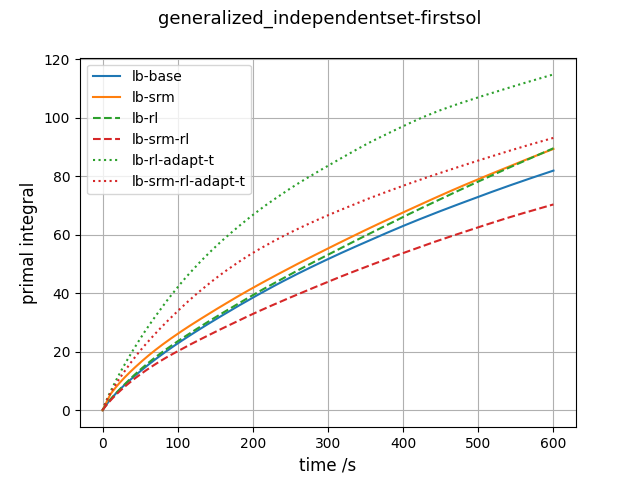 generalized_independentset-firstsol
120
100
80
60
40
20
0
primal integral
lb-base
lb-srm
lb-rl
lb-srm-rl
lb-rl-adapt-t
lb-srm-rl-adapt-t
0 100 200 300 400 500 600
time /s